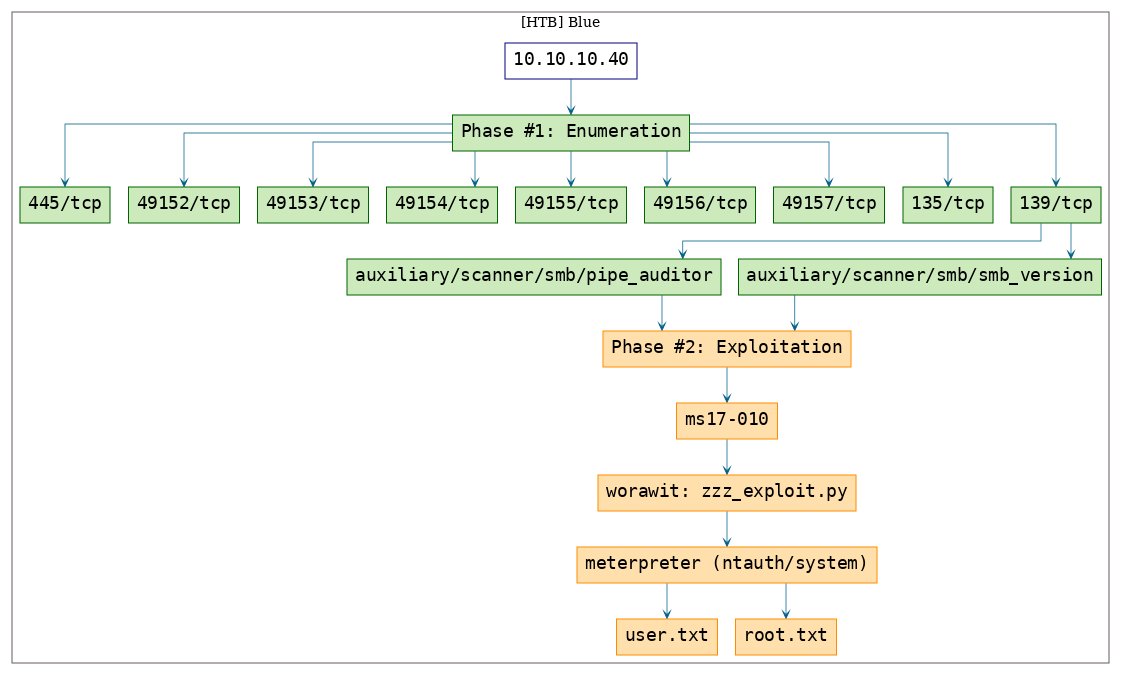 [HTB] Blue
10.10.10.40
Phase #1: Enumeration
445/tcp
49152/tcp
49153/tcp
49154/tcp
49155/tcp
49156/tcp
49157/tcp
135/tcp
139/tcp
auxiliary/scanner/smb/pipe_auditor
auxiliary/scanner/smb/smb_version
Phase #2: Exploitation
ms17-010
worawit: zzz_exploit.py
meterpreter (ntauth/system)
user.txt
root.txt